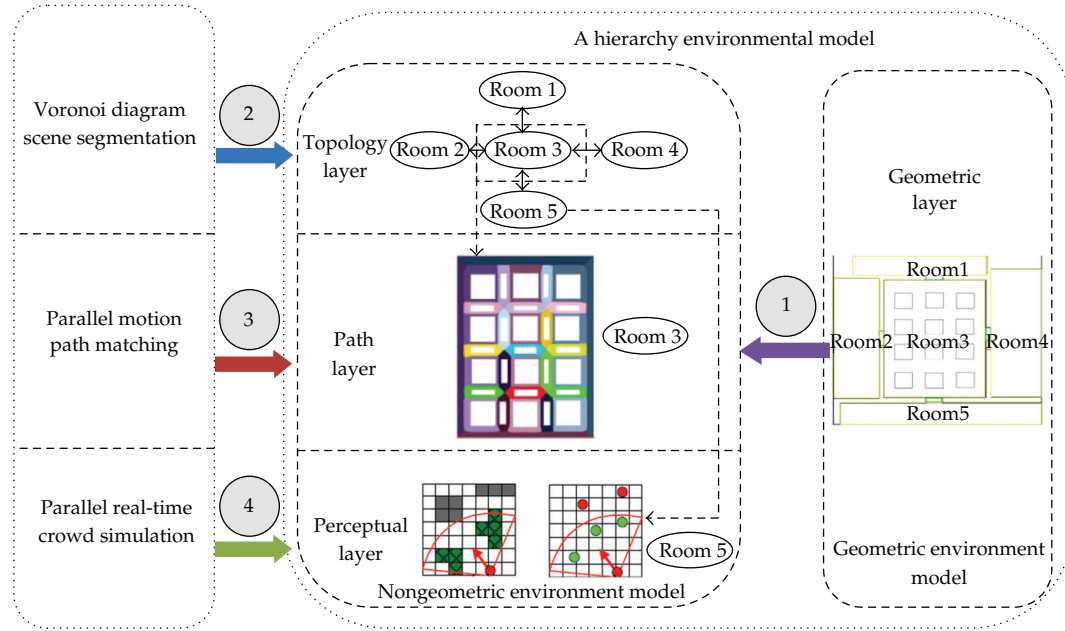 A hierarchy environmental model
Voronoi diagram
scene segmentation
2
Topology
layer
Room 1
Room 2
Room 3
Room 4
Room 5
Parallel motion
path matching
3
Path
layer
Room 3
Parallel real-time
crowd simulation
4
Perceptual
layer
Room 5
Nongeometric environment model
1
Geometric
layer
Room1
Room2
Room3
Room4
Room5
Geometric environment
model